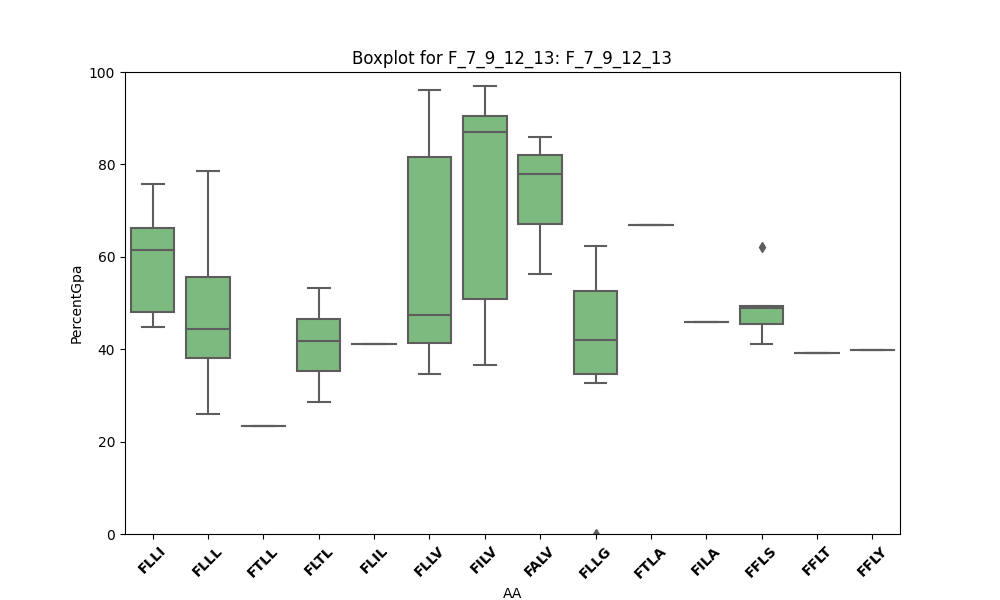 Boxplot for F_7_9_12_13: F_7_9_12_13
100
80
60
40
20
0
PercentGpa
FLLI FLLL FTLL FLTL FLIL FLLV FILV FALV FLLG FTLA FILA FFLS FFLT FFLY
AA